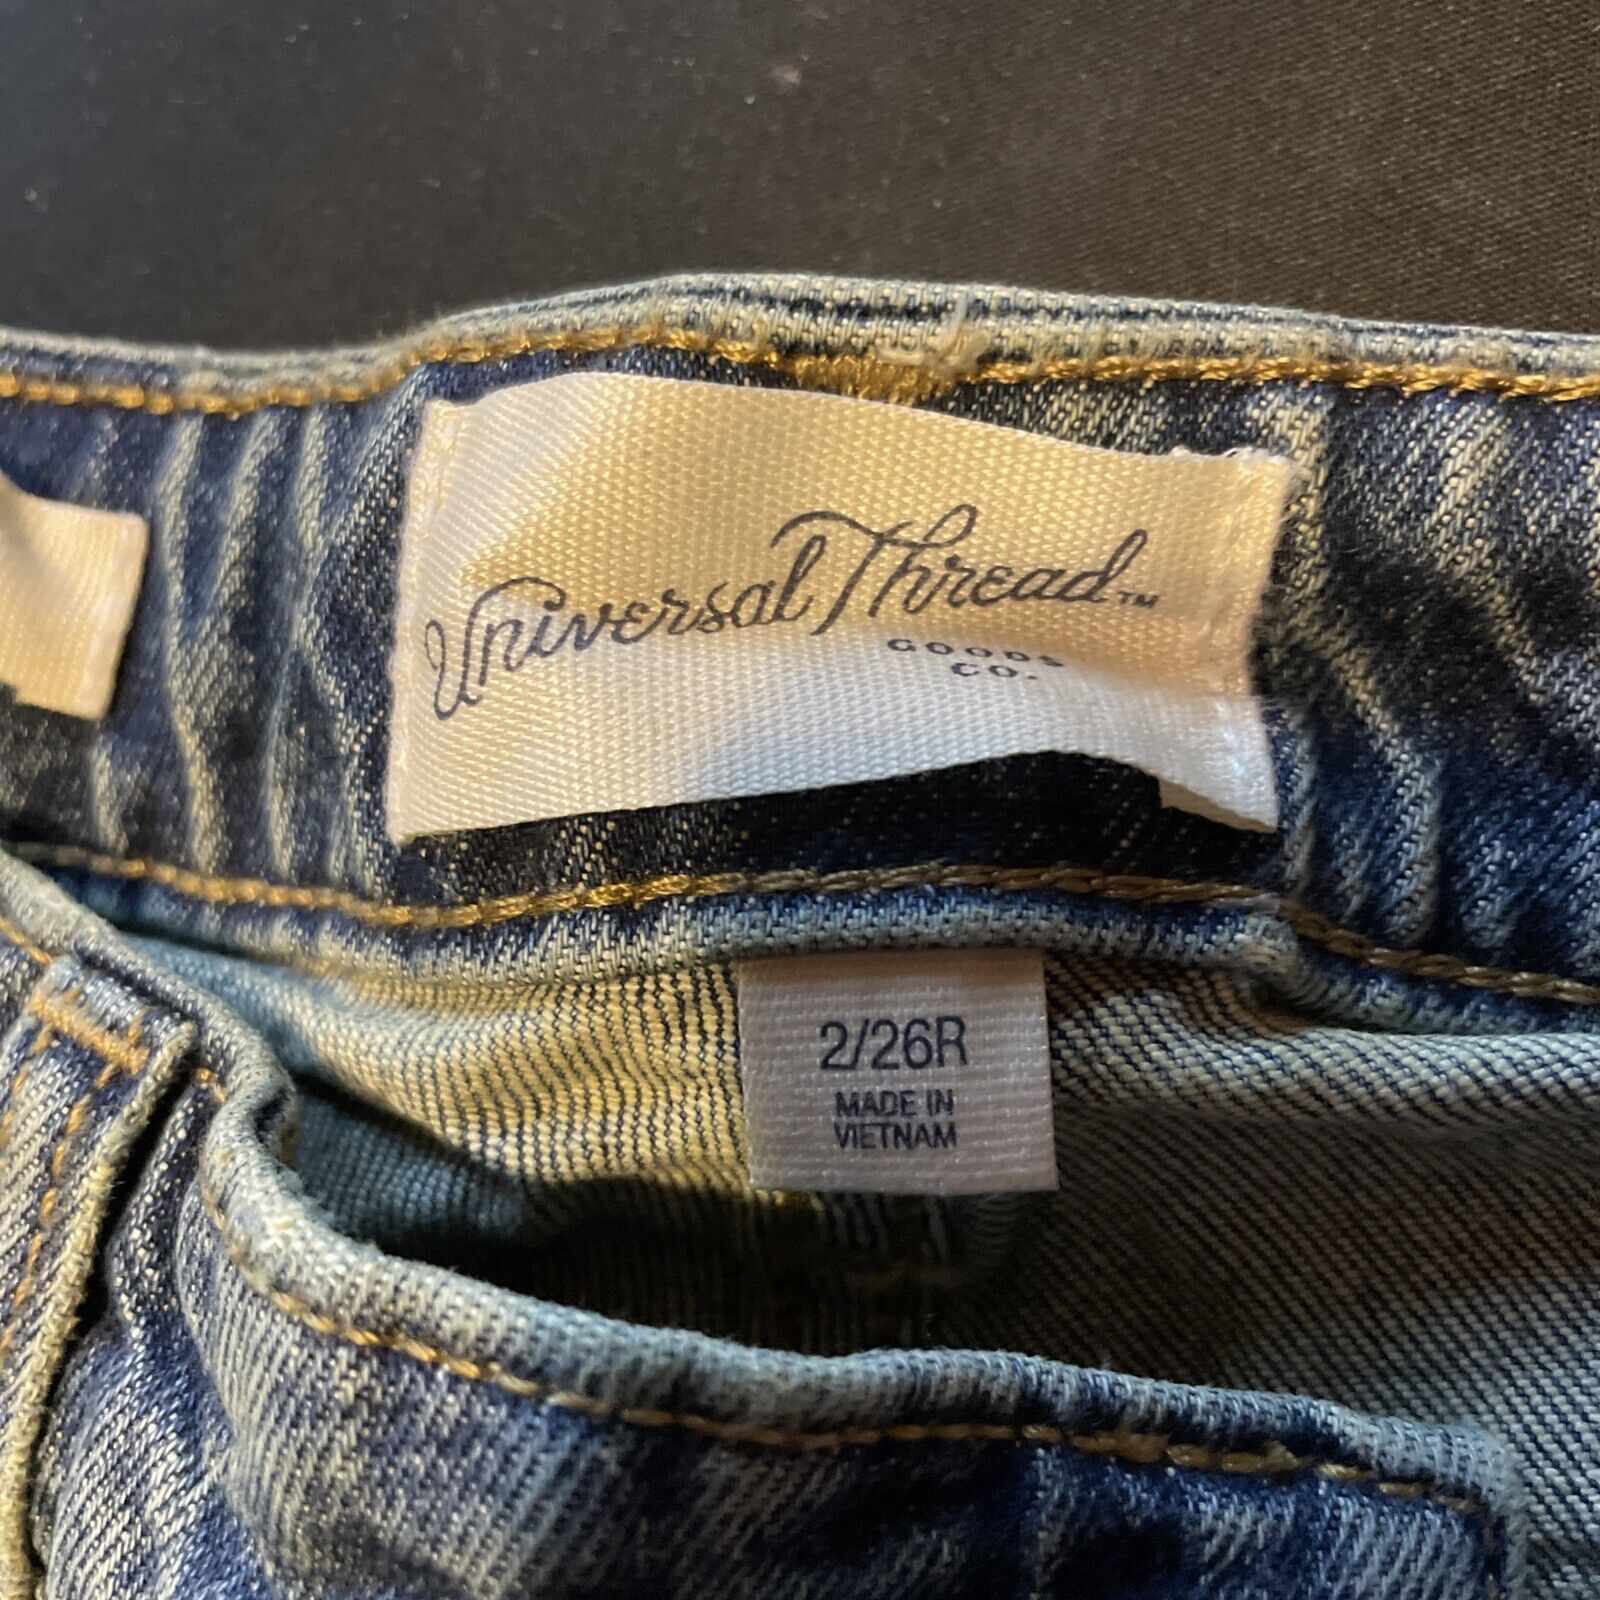 Universal Thread™
GOODS
CO.
2/26R
MADE IN
VIETNAM